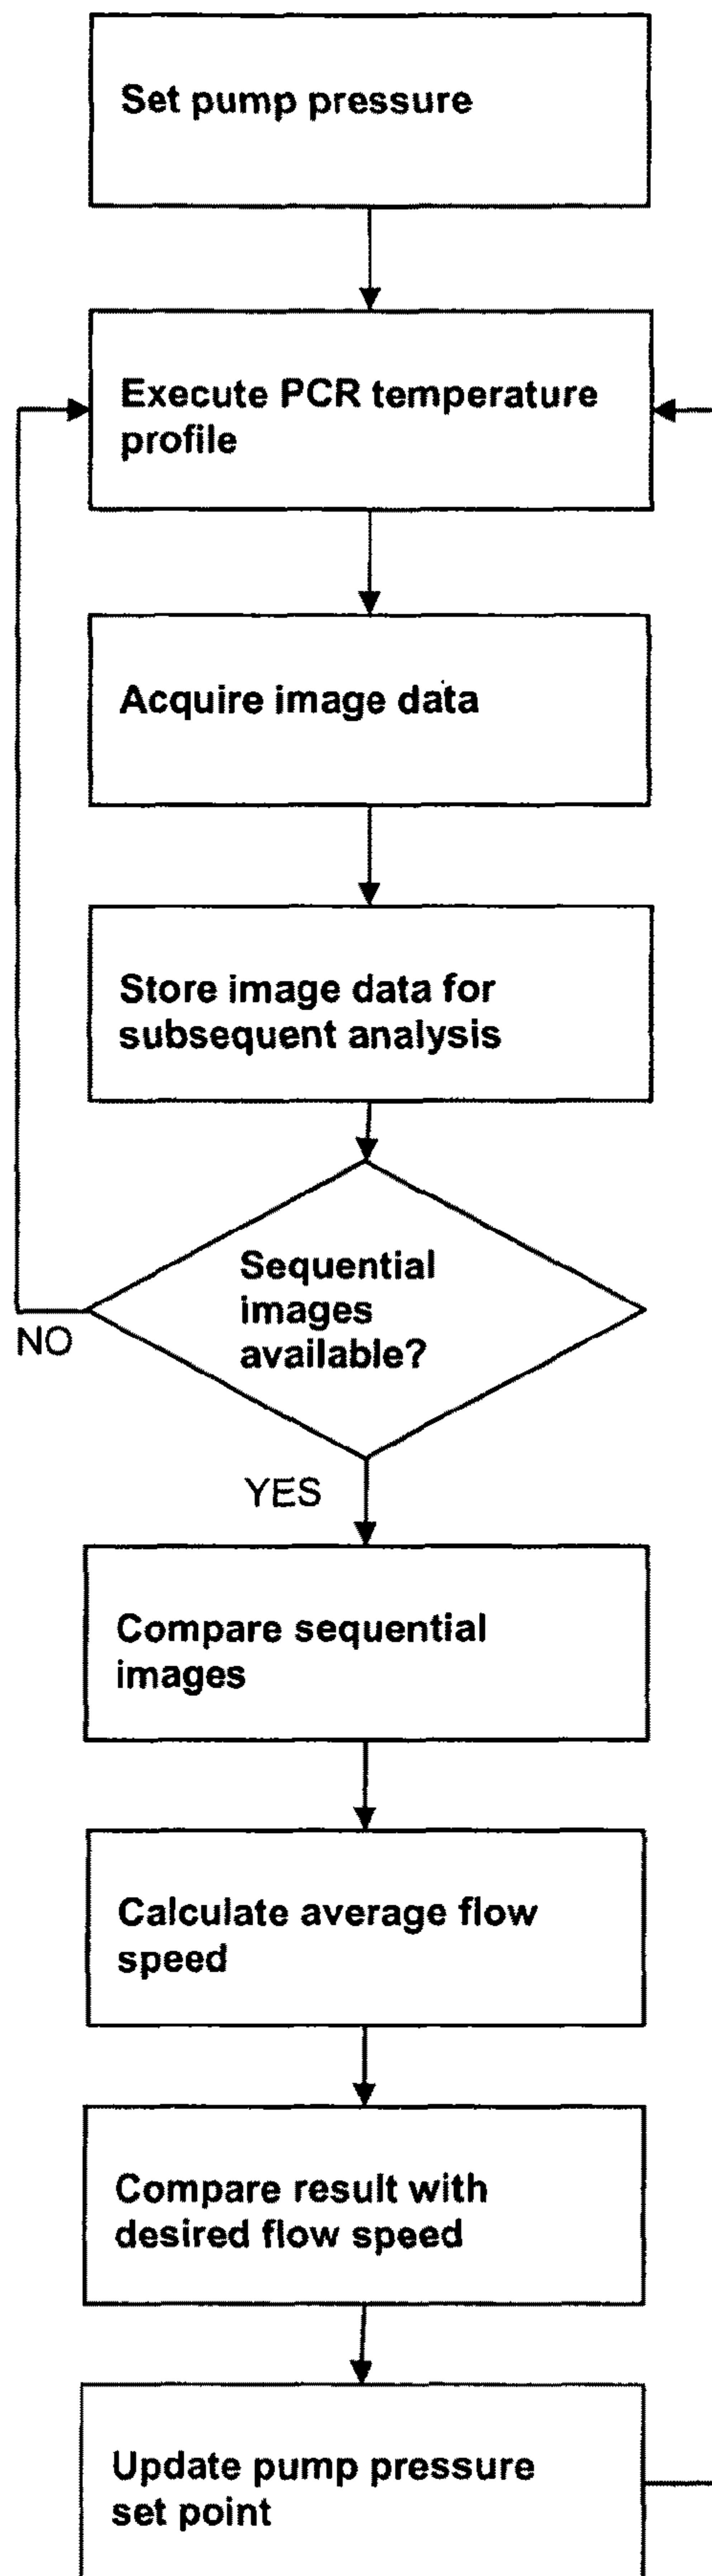 Set pump pressure
Execute PCR temperature
profile
Acquire image data
Store image data for
subsequent analysis
Sequential
images
available?
NO
YES
Compare sequential
images
Calculate average flow
speed
Compare result with
desired flow speed
Update pump pressure
set point